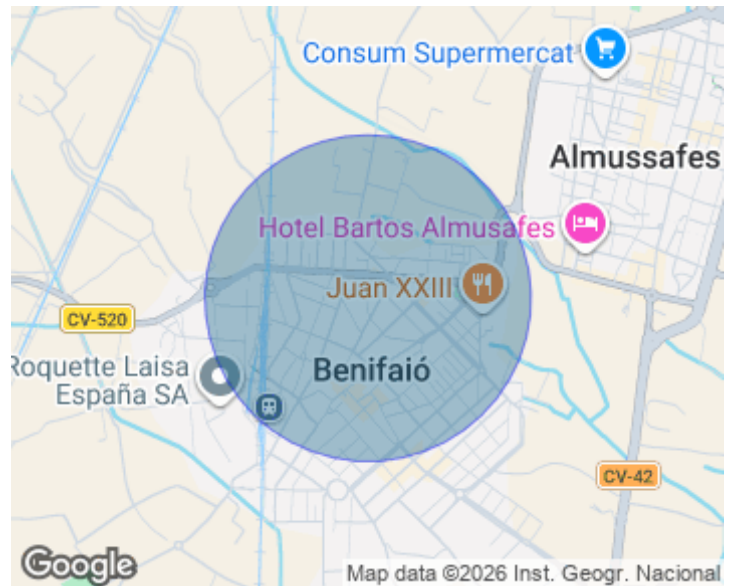 Consum Supermercat
Almussafes
Hotel Bartos Almusafes
Juan XXIII
CV-520
Roquette Laisa
España SA
Benifaió
CV-42
Google
Map data ©2026 Inst. Geogr. Nacional